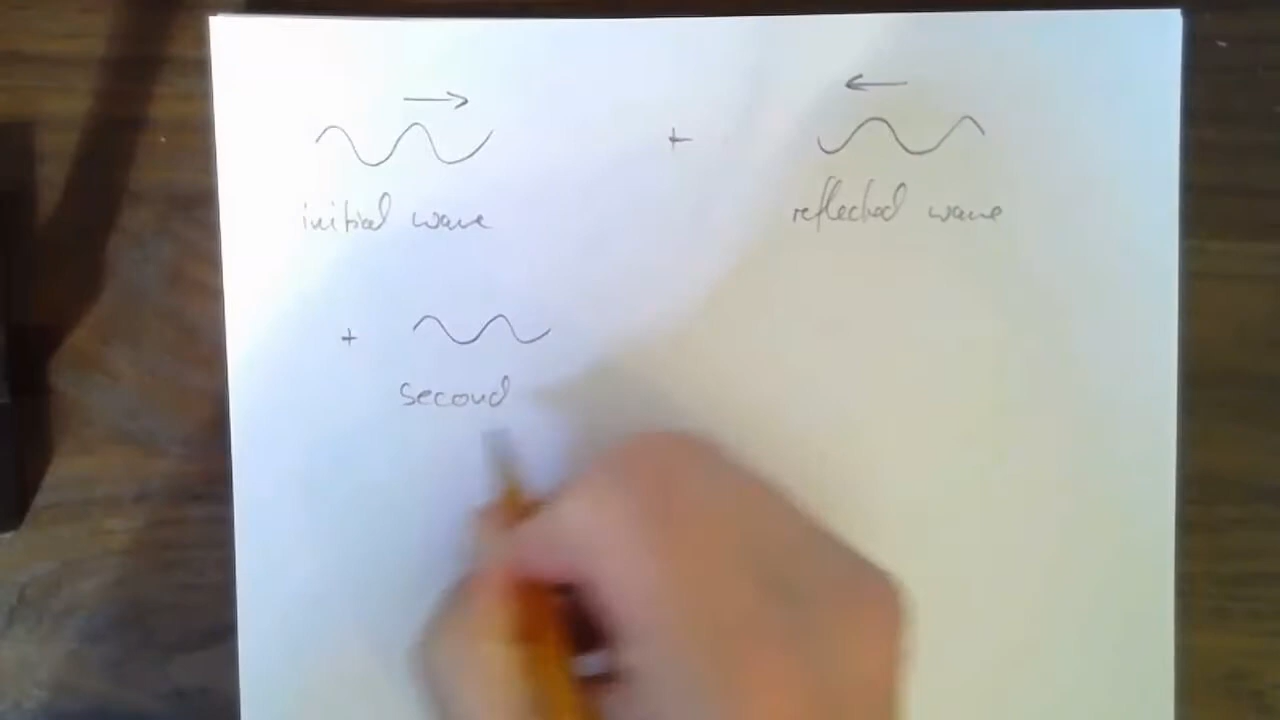 initial wave + reflected wave
+ second